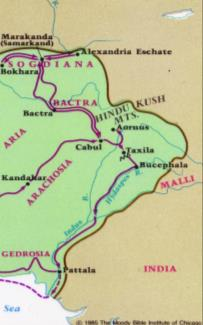 Marakanda
(Samarkand)
Alexandria Eschate
SOGDIANA
Bokhara
BACTRA
Bactra
HINDU KUSH
MTS.
Aornus
Cabul
Taxila
ARIA
Bucephala
ARACHOSIA
Kandahar
MALLI
Hydaspes R.
Indus R.
GEDROSIA
Pattala
INDIA
Sea
© 1985 The Moody Bible Institute of Chicago